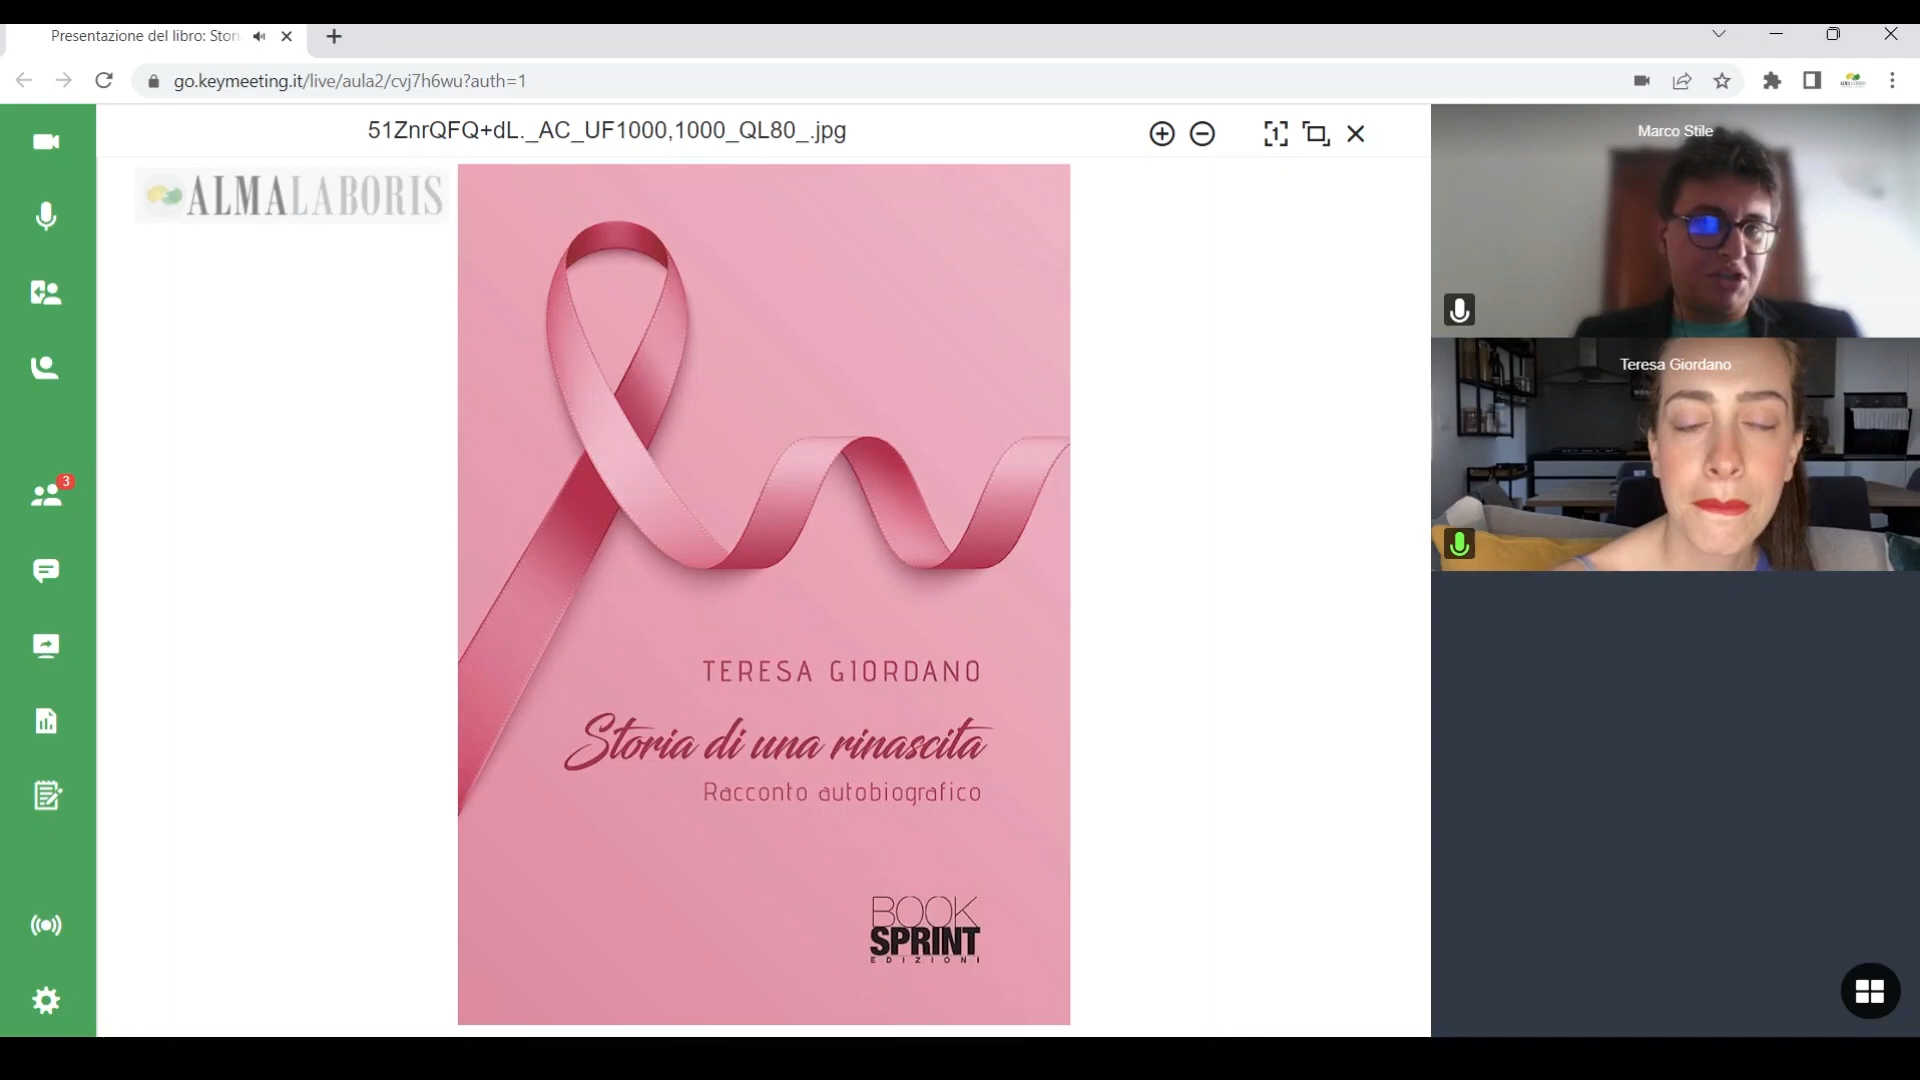 Presentazione del libro: Stori
go.keymeeting.it/live/aula2/cvj7h6wu?auth=1
51ZnrQFQ+dL._AC_UF1000,1000_QL80_.jpg
ALMALABORIS
Marco Stile
Teresa Giordano
3
TERESA GIORDANO
Storia di una rinascita
Racconto autobiografico
BOOK
SPRINT
EDIZIONI